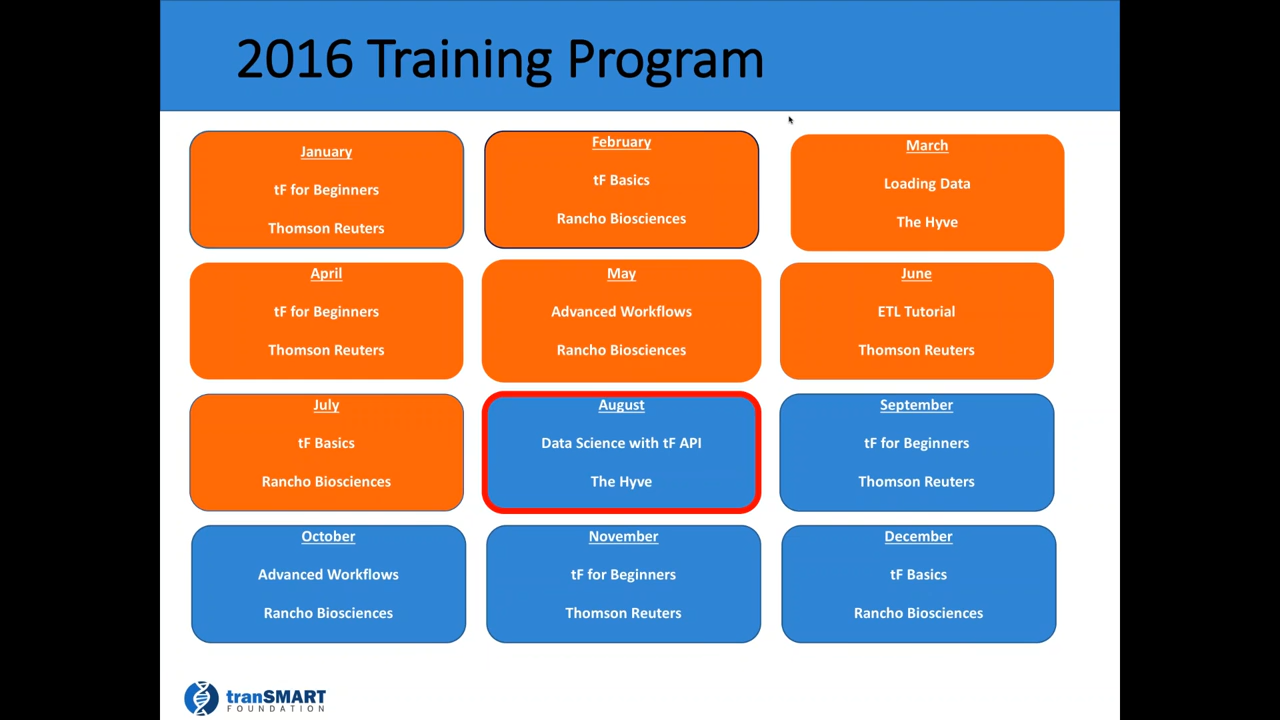 2016 Training Program
January
tF for Beginners
Thomson Reuters
February
tF Basics
Rancho Biosciences
March
Loading Data
The Hyve
April
tF for Beginners
Thomson Reuters
May
Advanced Workflows
Rancho Biosciences
June
ETL Tutorial
Thomson Reuters
July
tF Basics
Rancho Biosciences
August
Data Science with tF API
The Hyve
September
tF for Beginners
Thomson Reuters
October
Advanced Workflows
Rancho Biosciences
November
tF for Beginners
Thomson Reuters
December
tF Basics
Rancho Biosciences
tranSMART
FOUNDATION